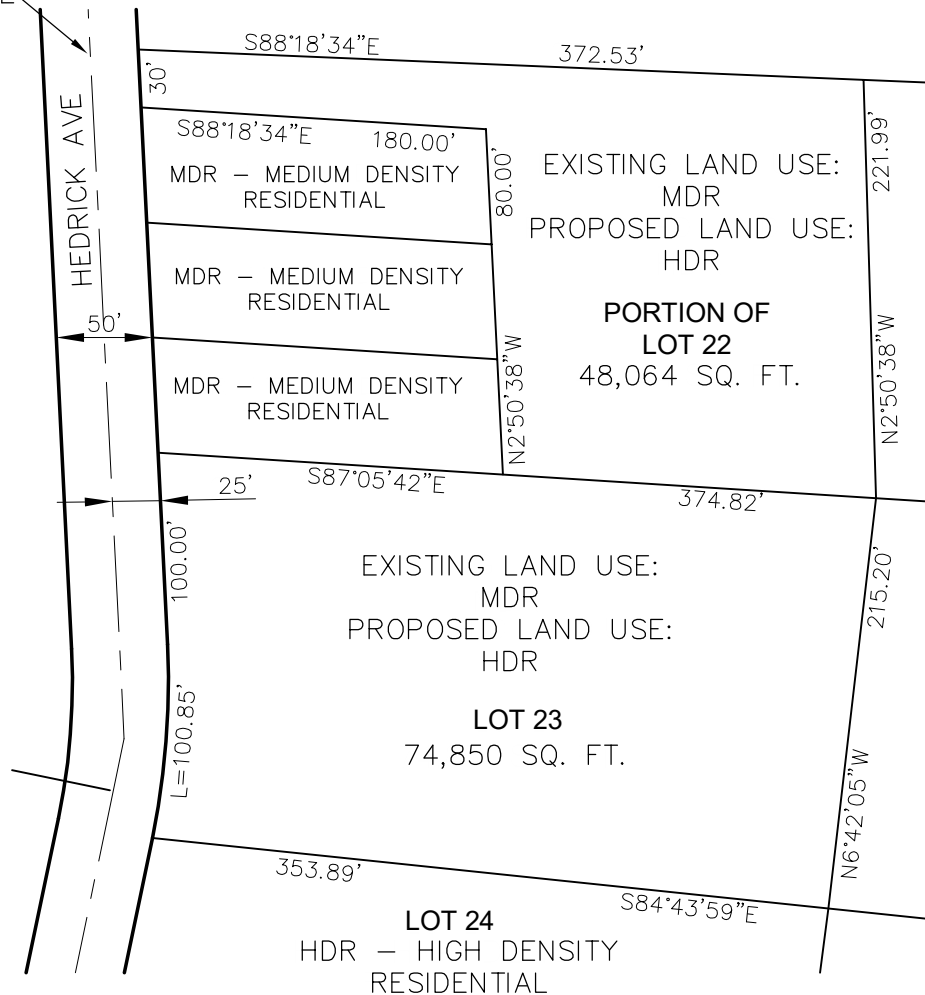 S88°18'34"E 372.53'
30'
HEDRICK AVE
S88°18'34"E 180.00'
80.00'
221.99'
MDR – MEDIUM DENSITY
RESIDENTIAL
EXISTING LAND USE:
MDR
PROPOSED LAND USE:
HDR
MDR – MEDIUM DENSITY
RESIDENTIAL
PORTION OF
LOT 22
48,064 SQ. FT.
50'
MDR – MEDIUM DENSITY
RESIDENTIAL
N2°50'38"W
N2°50'38"W
S87°05'42"E 374.82'
25'
100.00'
EXISTING LAND USE:
MDR
PROPOSED LAND USE:
HDR
215.20'
LOT 23
74,850 SQ. FT.
L=100.85'
N6°42'05"W
353.89' S84°43'59"E
LOT 24
HDR – HIGH DENSITY
RESIDENTIAL